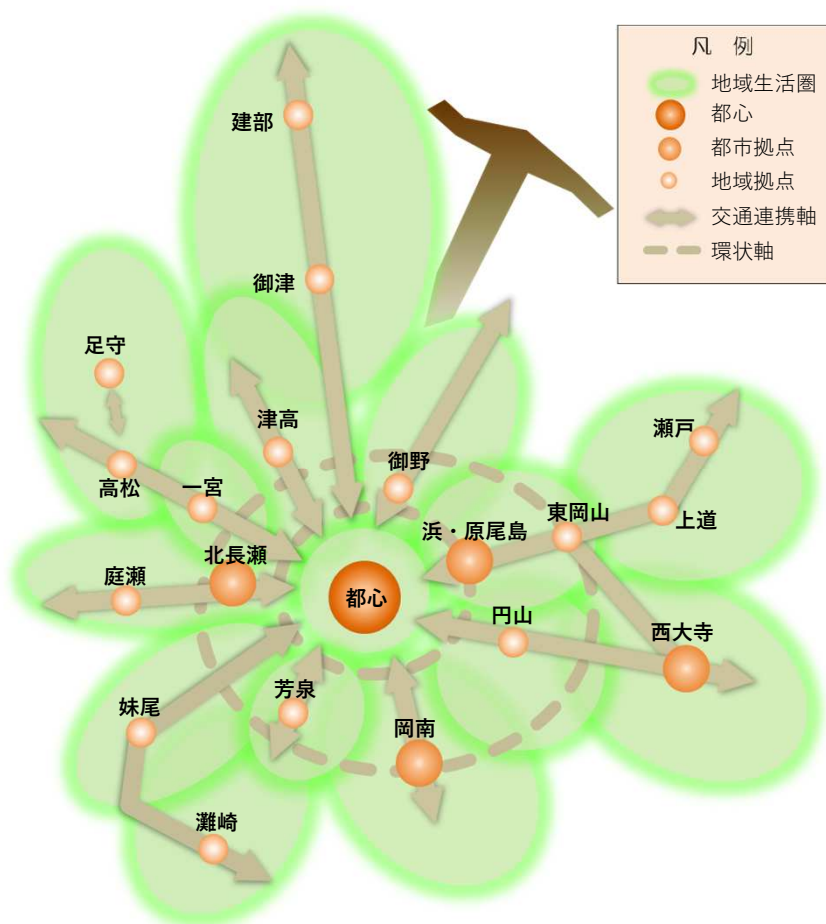 凡 例
地域生活圏
都心
都市拠点
地域拠点
交通連携軸
環状軸
建部
御津
足守
津高
瀬戸
高松
一宮
御野
浜・原尾島
東岡山
上道
北長瀬
庭瀬
都心
円山
西大寺
芳泉
妹尾
岡南
灘崎